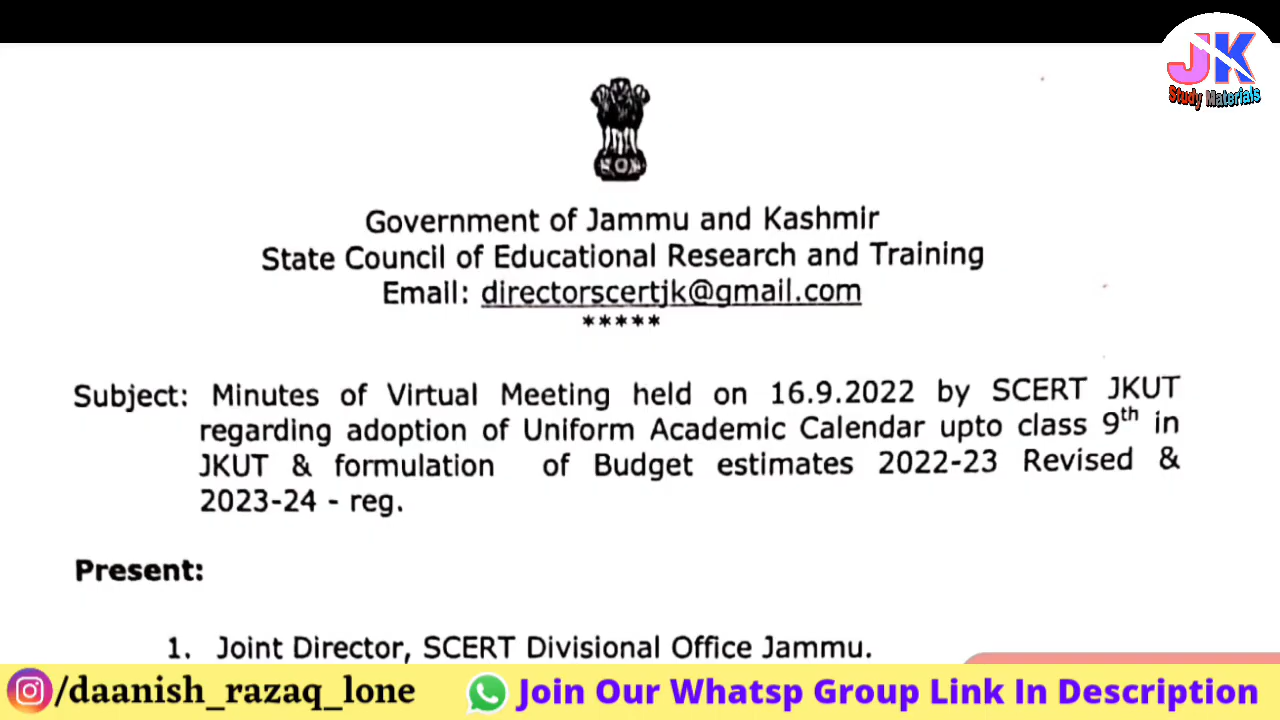 JK
Study Materials
Government of Jammu and Kashmir
State Council of Educational Research and Training
Email: directorscertjk@gmail.com
*****
Subject: Minutes of Virtual Meeting held on 16.9.2022 by SCERT JKUT
regarding adoption of Uniform Academic Calendar upto class 9th in
JKUT & formulation of Budget estimates 2022-23 Revised &
2023-24 - reg.
Present:
1. Joint Director, SCERT Divisional Office Jammu.
/daanish_razaq_lone
Join Our Whatsp Group Link In Description